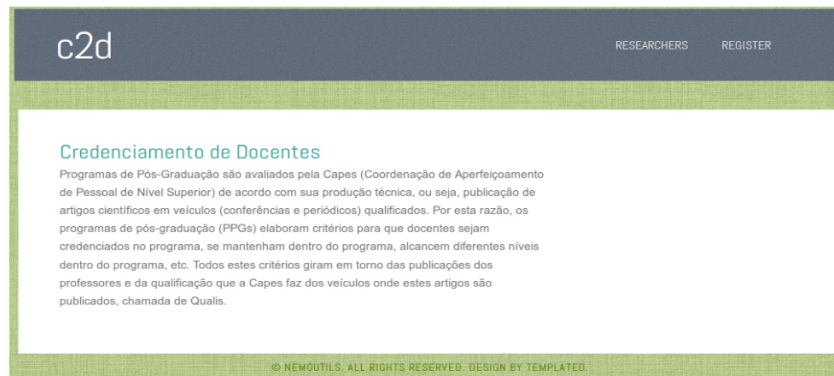 c2d
RESEARCHERS REGISTER
Credenciamento de Docentes
Programas de Pós-Graduação são avaliados pela Capes (Coordenação de Aperfeiçoamento
de Pessoal de Nível Superior) de acordo com sua produção técnica, ou seja, publicação de
artigos científicos em veículos (conferências e periódicos) qualificados. Por esta razão, os
programas de pós-graduação (PPGs) elaboram critérios para que docentes sejam
credenciados no programa, se mantenham dentro do programa, alcancem diferentes níveis
dentro do programa, etc. Todos estes critérios giram em torno das publicações dos
professores e da qualificação que a Capes faz dos veículos onde estes artigos são
publicados, chamada de Qualis.
© NEMOUTILS. ALL RIGHTS RESERVED. DESIGN BY TEMPLATED.